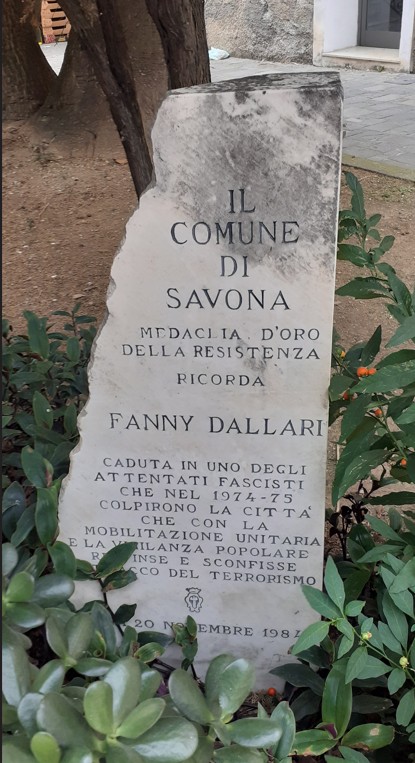 IL
COMUNE
DI
SAVONA
MEDAGLIA D'ORO
DELLA RESISTENZA
RICORDA
FANNY DALLARI
CADUTA IN UNO DEGLI
ATTENTATI FASCISTI
CHE NEL 1974-75
COLPIRONO LA CITTA'
CHE CON LA
MOBILITAZIONE UNITARIA
E LA VIGILANZA POPOLARE
E SCONFISSE
DEL TERRORISMO
20 NOVEMBRE 1984